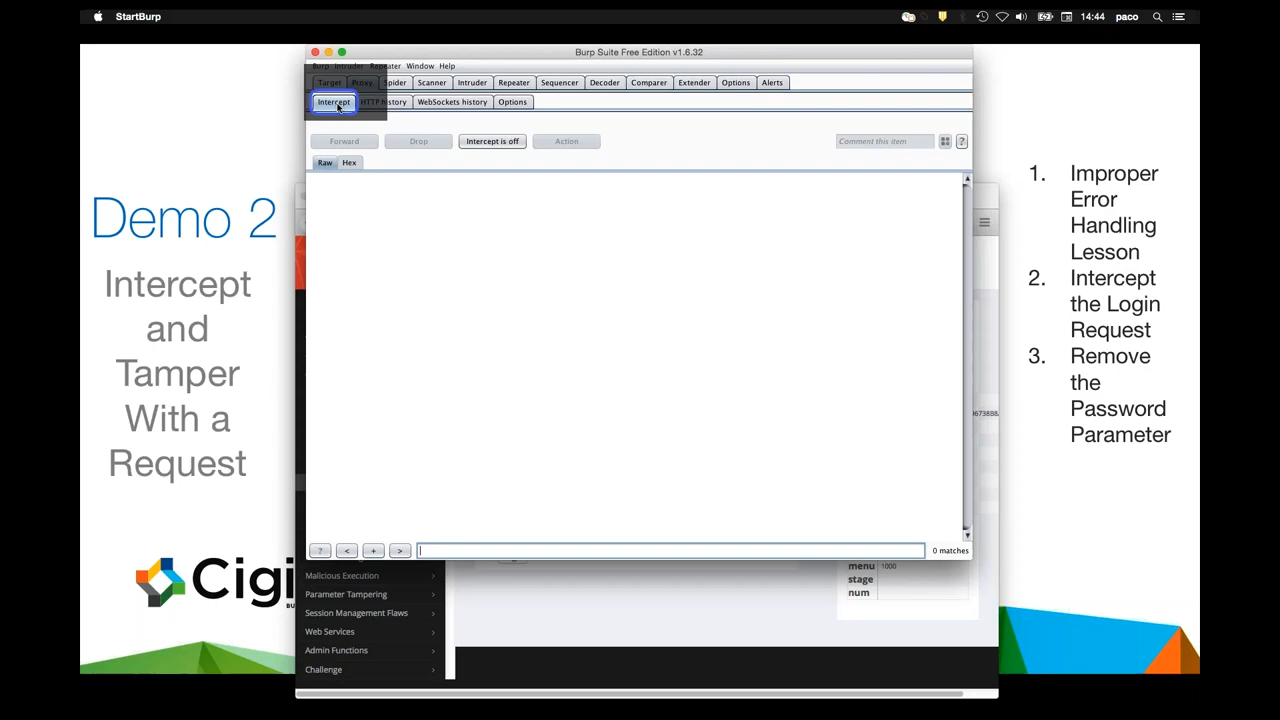 StartBurp
14:44
paco
Burp Suite Free Edition v1.6.32
Burp Intruder Repeater Window Help
Target Proxy Spider Scanner Intruder Repeater Sequencer Decoder Comparer Extender Options Alerts
Intercept HTTP history WebSockets history Options
Forward Drop Intercept is off Action Comment this item ?
Raw Hex
Demo 2
Intercept
and
Tamper
With a
Request
1. Improper
Error
Handling
Lesson
2. Intercept
the Login
Request
3. Remove
the
Password
Parameter
? < + > 0 matches
Cigi
Malicious Execution
Parameter Tampering
Session Management Flaws
Web Services
Admin Functions
Challenge
menu 1000
stage
num